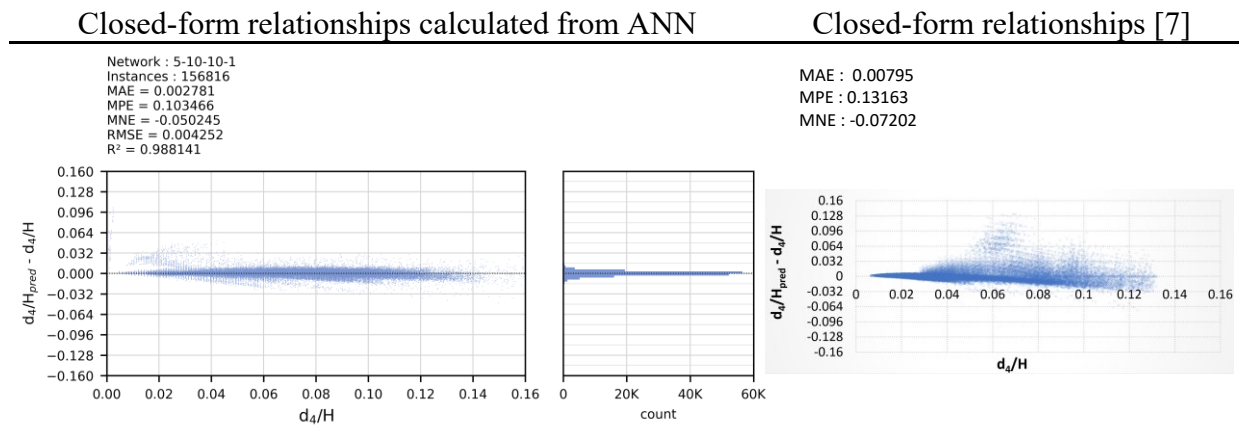 Closed-form relationships calculated from ANN
Closed-form relationships [7]
Network : 5-10-10-1
Instances : 156816
MAE = 0.002781
MPE = 0.103466
MNE = -0.050245
RMSE = 0.004252
R² = 0.988141
MAE : 0.00795
MPE : 0.13163
MNE : -0.07202
0.160
0.128
0.096
0.064
0.032
0.000
−0.032
−0.064
−0.096
−0.128
−0.160
d₄/Hpred - d₄/H
0.00 0.02 0.04 0.06 0.08 0.10 0.12 0.14 0.16
d₄/H
0 20K 40K 60K
count
0.16
0.128
0.096
0.064
0.032
0
-0.032
-0.064
-0.096
-0.128
-0.16
d₄/Hpred - d₄/H
0 0.02 0.04 0.06 0.08 0.1 0.12 0.14 0.16
d₄/H